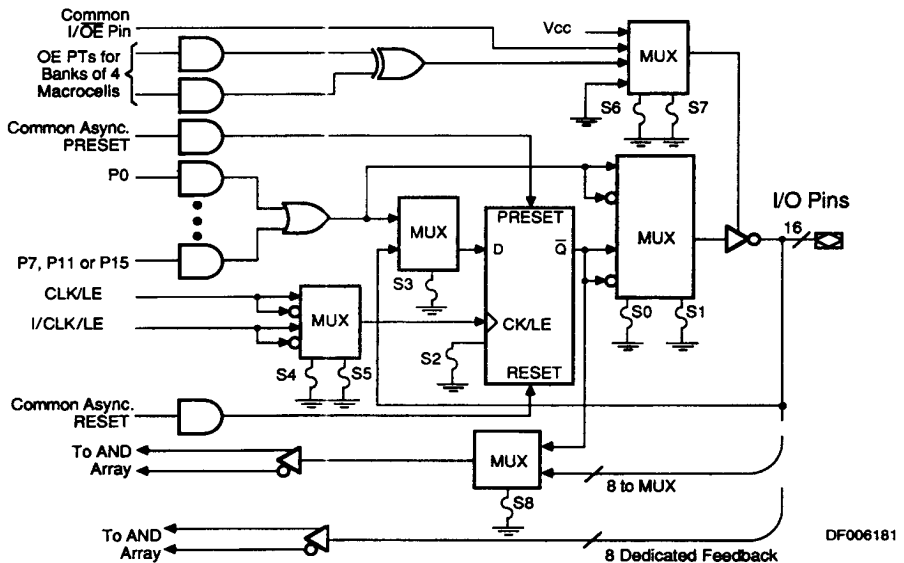 Common
I/OE Pin
Vcc
OE PTs for
Banks of 4
Macrocells
MUX
S6
S7
Common Async.
PRESET
P0
I/O Pins
16
PRESET
MUX
MUX
D
Q
P7, P11 or P15
S3
CLK/LE
MUX
CK/LE
I/CLK/LE
S0
S1
S2
S4
S5
RESET
Common Async.
RESET
To AND
Array
MUX
8 to MUX
S8
To AND
Array
8 Dedicated Feedback
DF006181